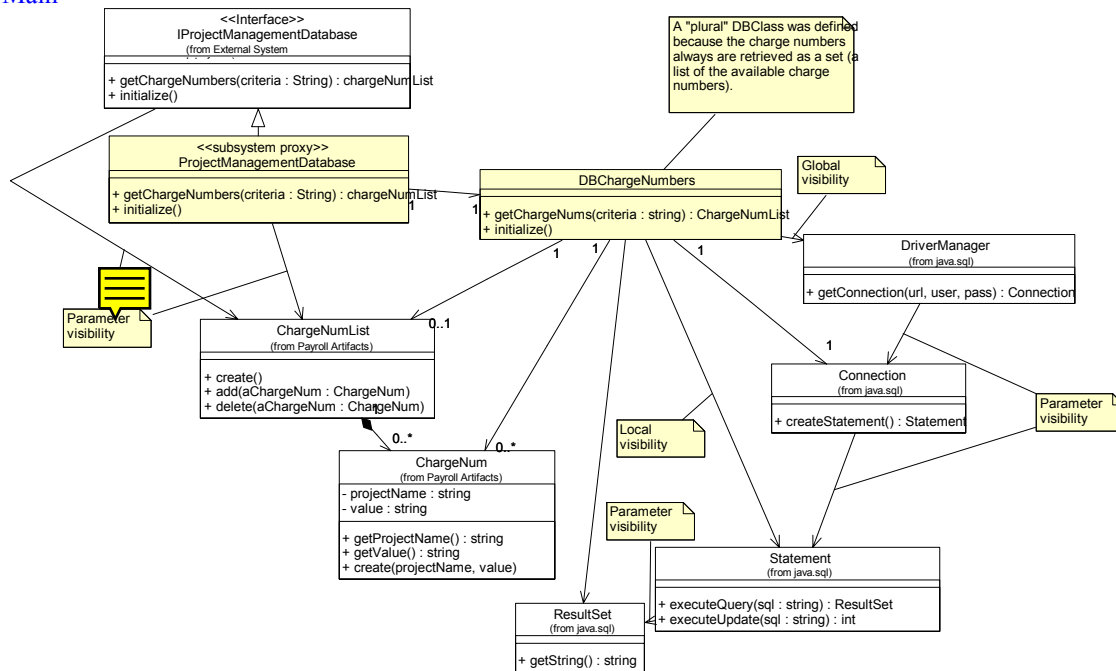 Main
<<Interface>>
IProjectManagementDatabase
(from External System
+ getChargeNumbers(criteria : String) : chargeNumList
+ initialize()
A "plural" DBClass was defined
because the charge numbers
always are retrieved as a set (a
list of the available charge
numbers).
<<subsystem proxy>>
ProjectManagementDatabase
+ getChargeNumbers(criteria : String) : chargeNumList
+ initialize()
1
1
DBChargeNumbers
+ getChargeNums(criteria : string) : ChargeNumList
+ initialize()
Global
visibility
1
1
1
DriverManager
(from java.sql)
+ getConnection(url, user, pass) : Connection
Parameter
visibility
ChargeNumList
(from Payroll Artifacts)
+ create()
+ add(aChargeNum : ChargeNum)
+ delete(aChargeNum : ChargeNum)
0..1
1
1
0..*
0..*
Connection
(from java.sql)
+ createStatement() : Statement
Parameter
visibility
Local
visibility
ChargeNum
(from Payroll Artifacts)
- projectName : string
- value : string
+ getProjectName() : string
+ getValue() : string
+ create(projectName, value)
Parameter
visibility
Statement
(from java.sql)
+ executeQuery(sql : string) : ResultSet
+ executeUpdate(sql : string) : int
ResultSet
(from java.sql)
+ getString() : string